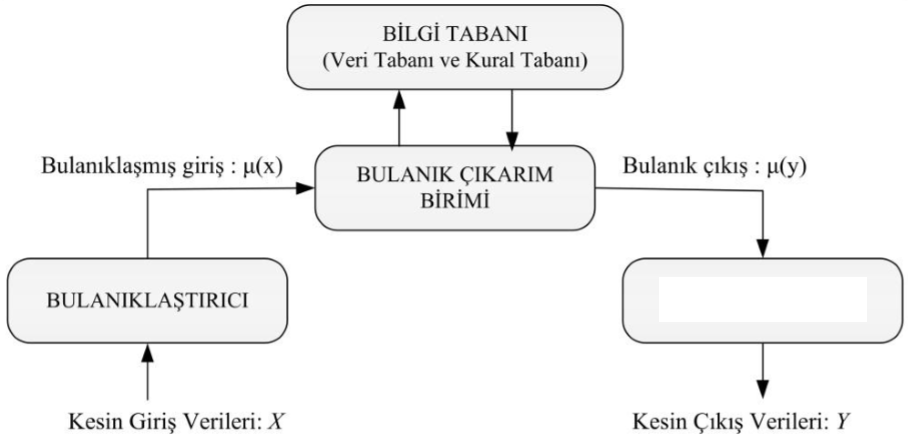 BİLGİ TABANI
(Veri Tabanı ve Kural Tabanı)
Bulanıklaşmış giriş : μ(x)
BULANIK ÇIKARIM
BİRİMİ
Bulanık çıkış : μ(y)
BULANIKLAŞTIRICI
Kesin Giriş Verileri: X
Kesin Çıkış Verileri: Y